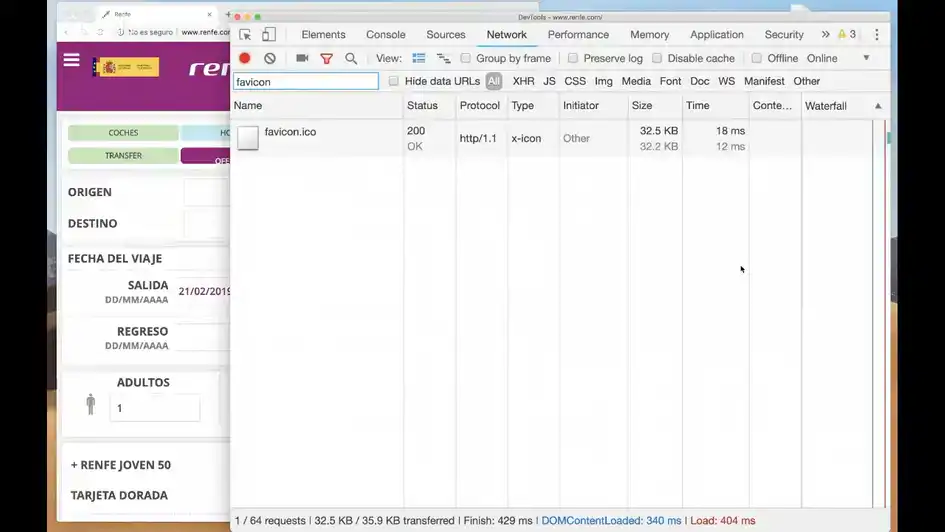 DevTools - www.renfe.com/
Renfe
No es seguro | www.renfe.com
Elements Console Sources Network Performance Memory Application Security » 3
View: Group by frame Preserve log Disable cache Offline Online
favicon
Hide data URLs All XHR JS CSS Img Media Font Doc WS Manifest Other
Name Status Protocol Type Initiator Size Time Conte... Waterfall
favicon.ico 200 OK http/1.1 x-icon Other 32.5 KB 32.2 KB 18 ms 12 ms
renf
COCHES HO
TRANSFER OFE
ORIGEN
DESTINO
FECHA DEL VIAJE
SALIDA
DD/MM/AAAA
21/02/2019
REGRESO
DD/MM/AAAA
ADULTOS
1
+ RENFE JOVEN 50
TARJETA DORADA
1 / 64 requests | 32.5 KB / 35.9 KB transferred | Finish: 429 ms | DOMContentLoaded: 340 ms | Load: 404 ms